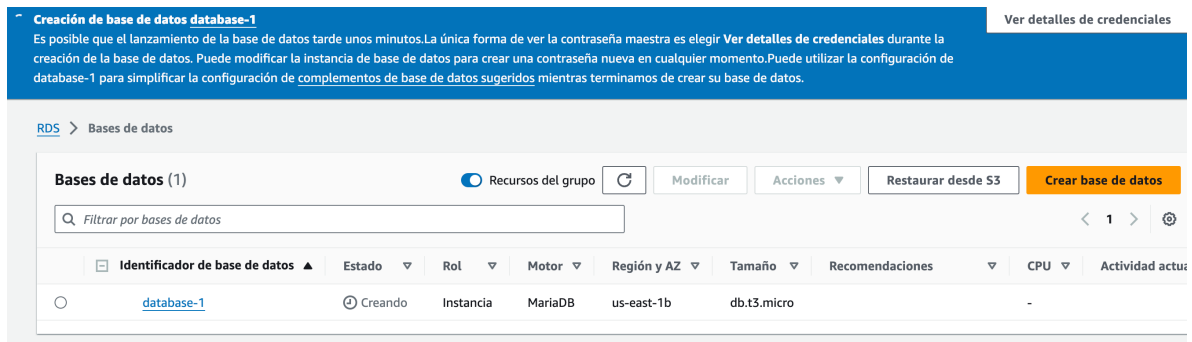 Creación de base de datos database-1
Ver detalles de credenciales
Es posible que el lanzamiento de la base de datos tarde unos minutos.La única forma de ver la contraseña maestra es elegir Ver detalles de credenciales durante la
creación de la base de datos. Puede modificar la instancia de base de datos para crear una contraseña nueva en cualquier momento.Puede utilizar la configuración de
database-1 para simplificar la configuración de complementos de base de datos sugeridos mientras terminamos de crear su base de datos.
RDS > Bases de datos
Bases de datos (1) Recursos del grupo Modificar Acciones Restaurar desde S3 Crear base de datos
Filtrar por bases de datos 1
Identificador de base de datos Estado Rol Motor Región y AZ Tamaño Recomendaciones CPU Actividad actua
database-1 Creando Instancia MariaDB us-east-1b db.t3.micro -